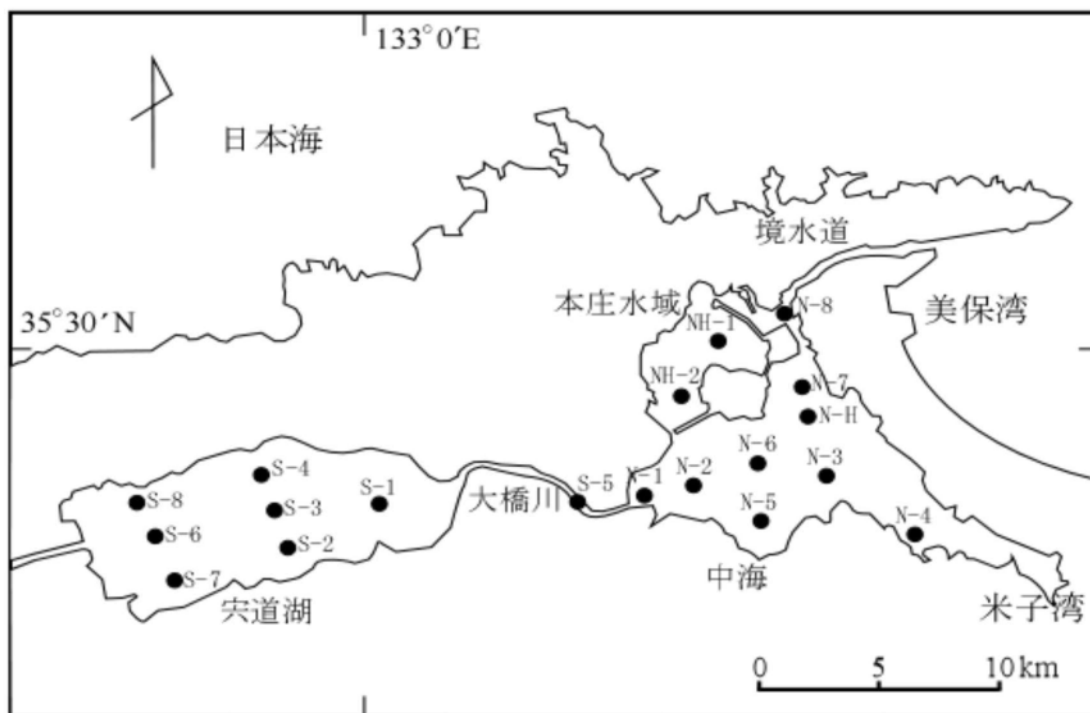 133°0′E
日本海
境水道
本庄水域
N-8
35°30′N
美保湾
NH-1
NH-2
N-7
N-H
N-6
N-3
S-4
N-2
N-1
S-5
S-1
大橋川
S-8
S-3
N-5
N-4
S-6
S-2
中海
S-7
宍道湖
米子湾
0 5 10 km